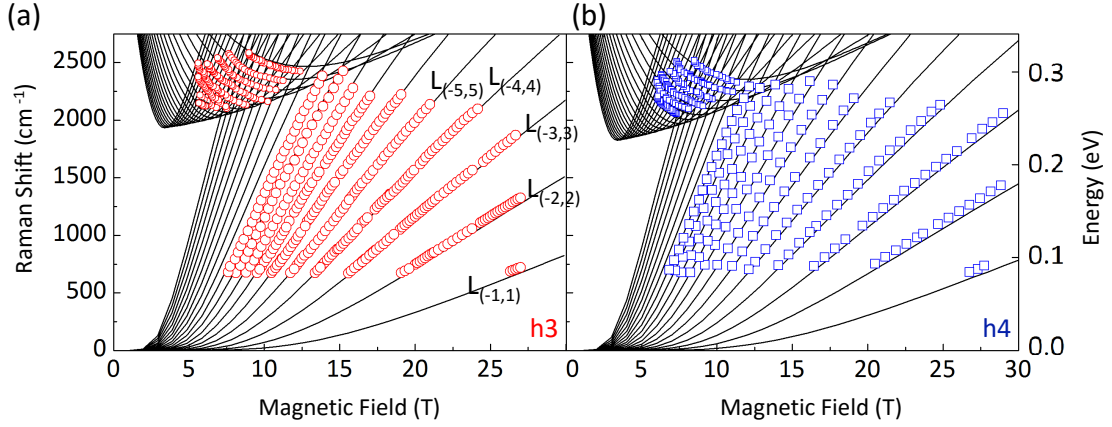 (a)
(b)
2500
2000
1500
1000
500
0
Raman Shift (cm⁻¹)
L(-5,5)
L(-4,4)
L(-3,3)
L(-2,2)
L(-1,1)
h3
h4
0.3
0.2
0.1
0.0
Energy (eV)
0 5 10 15 20 25 0 5 10 15 20 25 30
Magnetic Field (T) Magnetic Field (T)